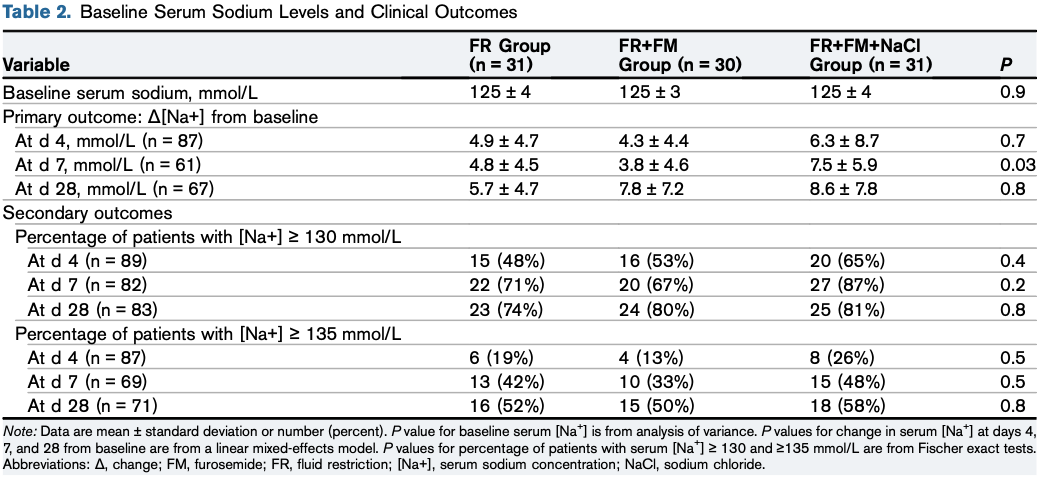 Table 2. Baseline Serum Sodium Levels and Clinical Outcomes
Variable FR Group (n = 31) FR+FM Group (n = 30) FR+FM+NaCl Group (n = 31) P
Baseline serum sodium, mmol/L 125 ± 4 125 ± 3 125 ± 4 0.9
Primary outcome: Δ[Na+] from baseline
At d 4, mmol/L (n = 87) 4.9 ± 4.7 4.3 ± 4.4 6.3 ± 8.7 0.7
At d 7, mmol/L (n = 61) 4.8 ± 4.5 3.8 ± 4.6 7.5 ± 5.9 0.03
At d 28, mmol/L (n = 67) 5.7 ± 4.7 7.8 ± 7.2 8.6 ± 7.8 0.8
Secondary outcomes
Percentage of patients with [Na+] ≥ 130 mmol/L
At d 4 (n = 89) 15 (48%) 16 (53%) 20 (65%) 0.4
At d 7 (n = 82) 22 (71%) 20 (67%) 27 (87%) 0.2
At d 28 (n = 83) 23 (74%) 24 (80%) 25 (81%) 0.8
Percentage of patients with [Na+] ≥ 135 mmol/L
At d 4 (n = 87) 6 (19%) 4 (13%) 8 (26%) 0.5
At d 7 (n = 69) 13 (42%) 10 (33%) 15 (48%) 0.5
At d 28 (n = 71) 16 (52%) 15 (50%) 18 (58%) 0.8
Note: Data are mean ± standard deviation or number (percent). P value for baseline serum [Na⁺] is from analysis of variance. P values for change in serum [Na⁺] at days 4,
7, and 28 from baseline are from a linear mixed-effects model. P values for percentage of patients with serum [Na⁺] ≥ 130 and ≥135 mmol/L are from Fischer exact tests.
Abbreviations: Δ, change; FM, furosemide; FR, fluid restriction; [Na+], serum sodium concentration; NaCl, sodium chloride.